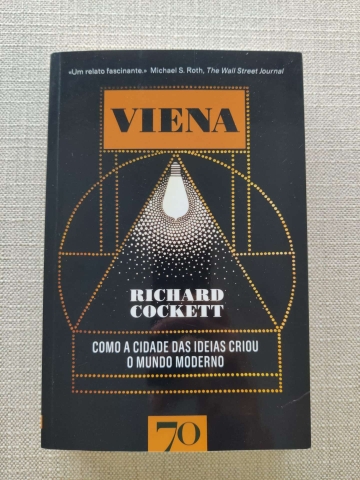 «Um relato fascinante.» Michael S. Roth, The Wall Street Journal
VIENA
RICHARD
COCKETT
COMO A CIDADE DAS IDEIAS CRIOU
O MUNDO MODERNO
70